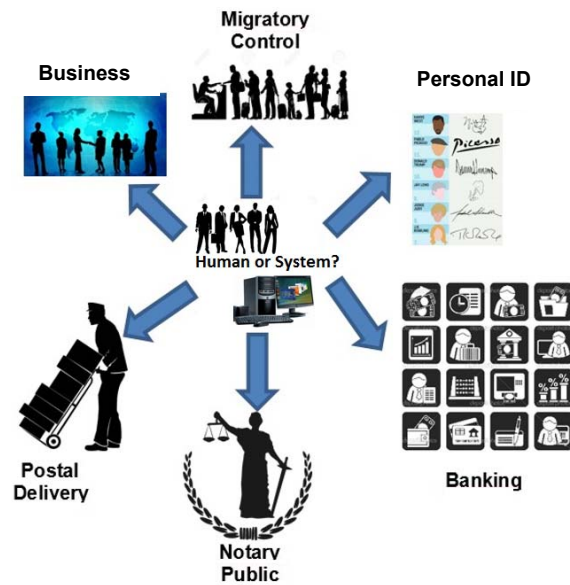 Migratory
Control
Business
Personal ID
Picasso
Human or System?
Postal
Delivery
Banking
Notary
Public